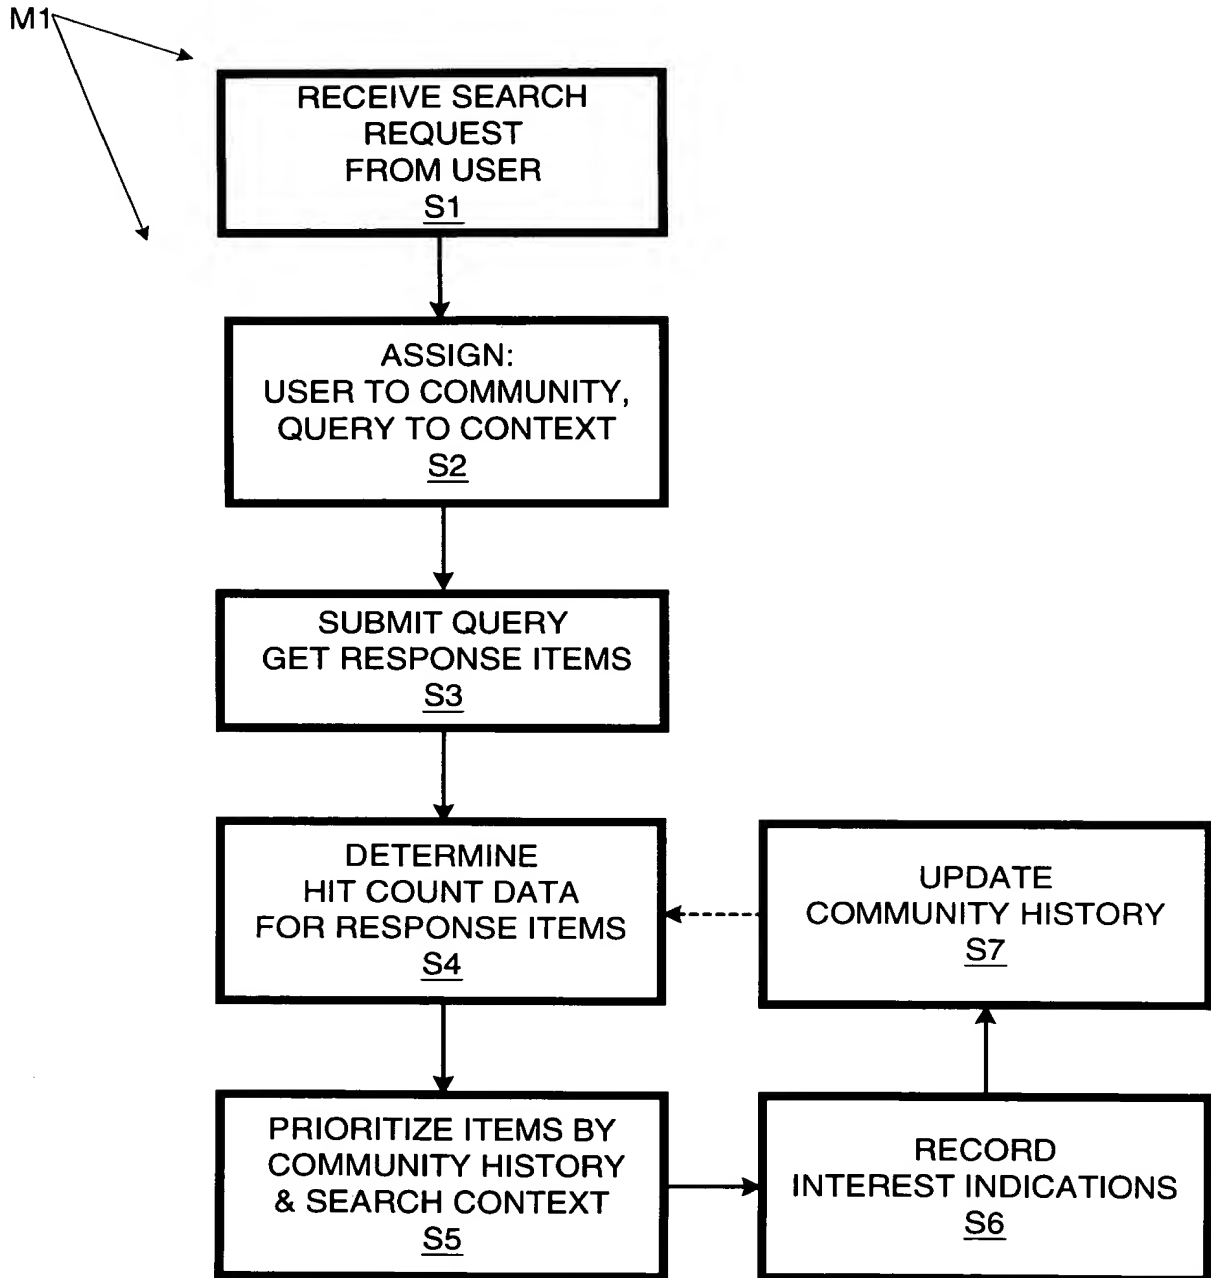 M1
RECEIVE SEARCH
REQUEST
FROM USER
S1
ASSIGN:
USER TO COMMUNITY,
QUERY TO CONTEXT
S2
SUBMIT QUERY
GET RESPONSE ITEMS
S3
DETERMINE
HIT COUNT DATA
FOR RESPONSE ITEMS
S4
UPDATE
COMMUNITY HISTORY
S7
PRIORITIZE ITEMS BY
COMMUNITY HISTORY
& SEARCH CONTEXT
S5
RECORD
INTEREST INDICATIONS
S6